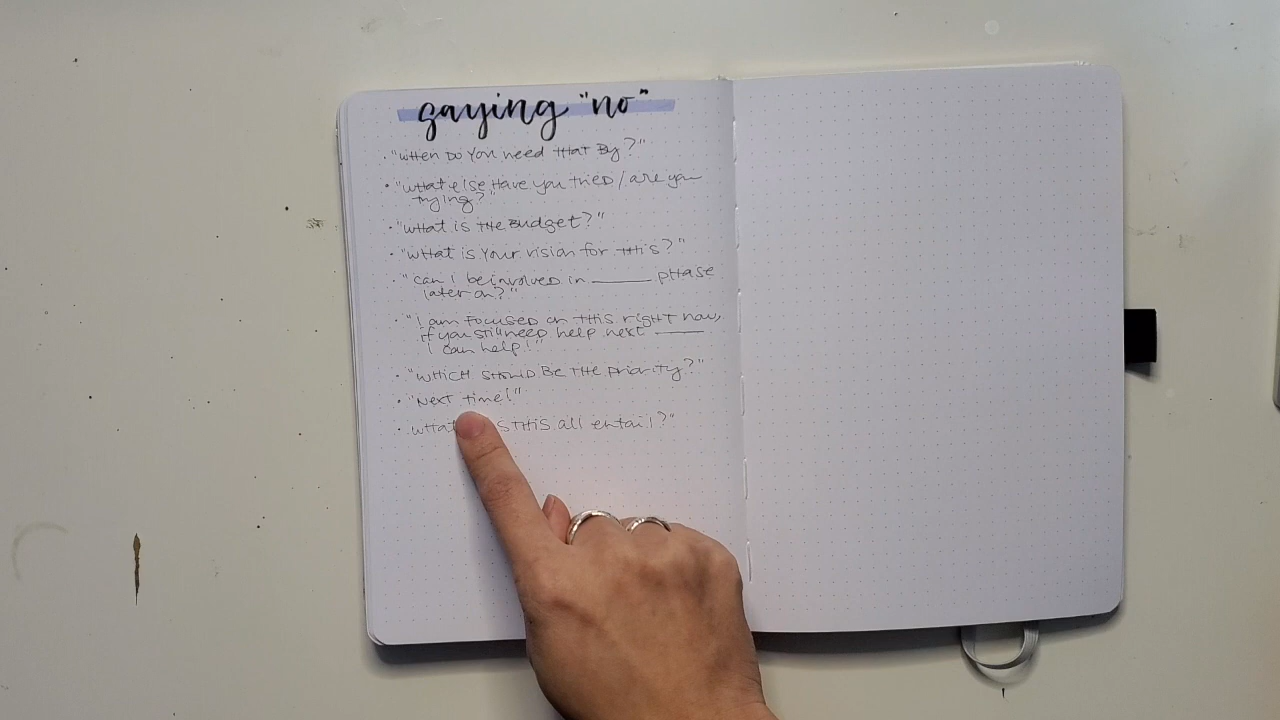 saying "no"
· "When Do you need that By?"
· "what else have you tried / are you
trying?"
· "what is the Budget?"
· "what is your vision for this?"
· "can I be involved in ______ phase
later on?"
· "I am focused on this right now,
if you still need help next ______
I can help!"
· "Which should Be the priority?"
· "Next time!"
· what s this all entail?"